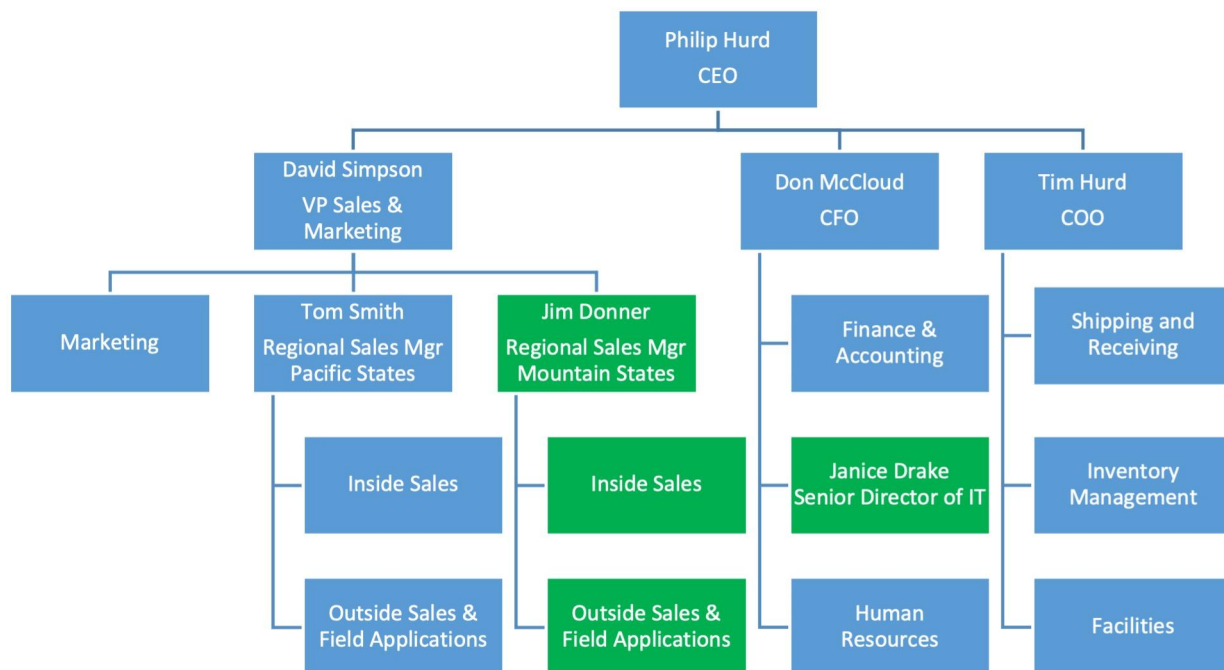 Philip Hurd
CEO
David Simpson
VP Sales &
Marketing
Don McCloud
CFO
Tim Hurd
COO
Marketing
Tom Smith
Regional Sales Mgr
Pacific States
Jim Donner
Regional Sales Mgr
Mountain States
Finance &
Accounting
Shipping and
Receiving
Inside Sales
Inside Sales
Janice Drake
Senior Director of IT
Inventory
Management
Outside Sales &
Field Applications
Outside Sales &
Field Applications
Human
Resources
Facilities